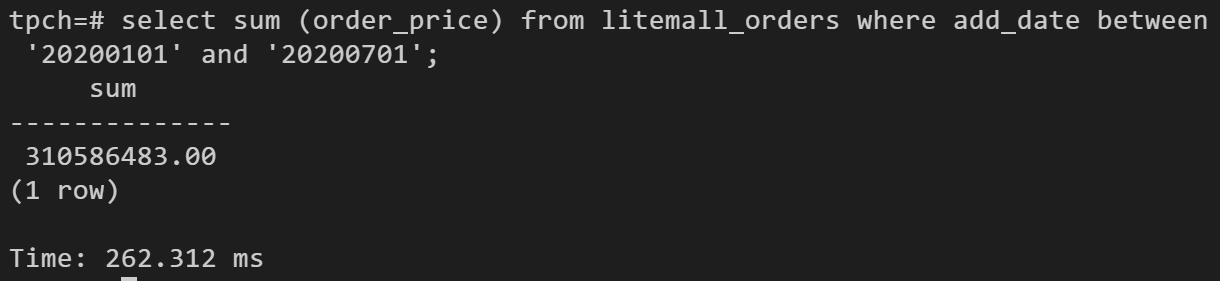 tpch=# select sum (order_price) from litemall_orders where add_date between
'20200101' and '20200701';
sum
--------------
310586483.00
(1 row)
Time: 262.312 ms